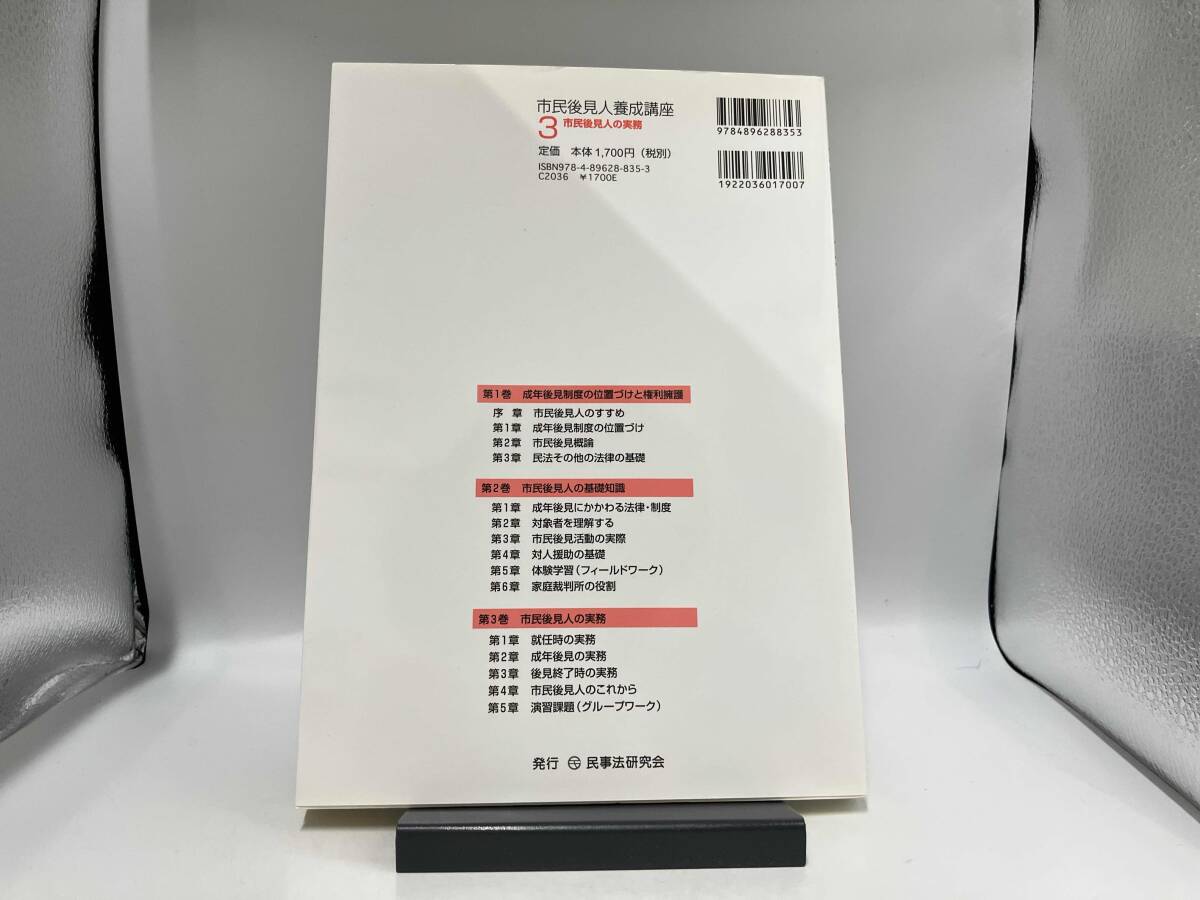 市民後見人養成講座
3 市民後見人の実務
定価 本体1,700円(税別)
ISBN978-4-89628-835-3
C2036 ¥1700E
9784896288353
1922036017007
第1巻 成年後見制度の位置づけと権利擁護
序 章 市民後見人のすすめ
第1章 成年後見制度の位置づけ
第2章 市民後見概論
第3章 民法その他の法律の基礎
第2巻 市民後見人の基礎知識
第1章 成年後見にかかわる法律・制度
第2章 対象者を理解する
第3章 市民後見活動の実際
第4章 対人援助の基礎
第5章 体験学習(フィールドワーク)
第6章 家庭裁判所の役割
第3巻 市民後見人の実務
第1章 就任時の実務
第2章 成年後見の実務
第3章 後見終了時の実務
第4章 市民後見人のこれから
第5章 演習課題(グループワーク)
発行 民事法研究会